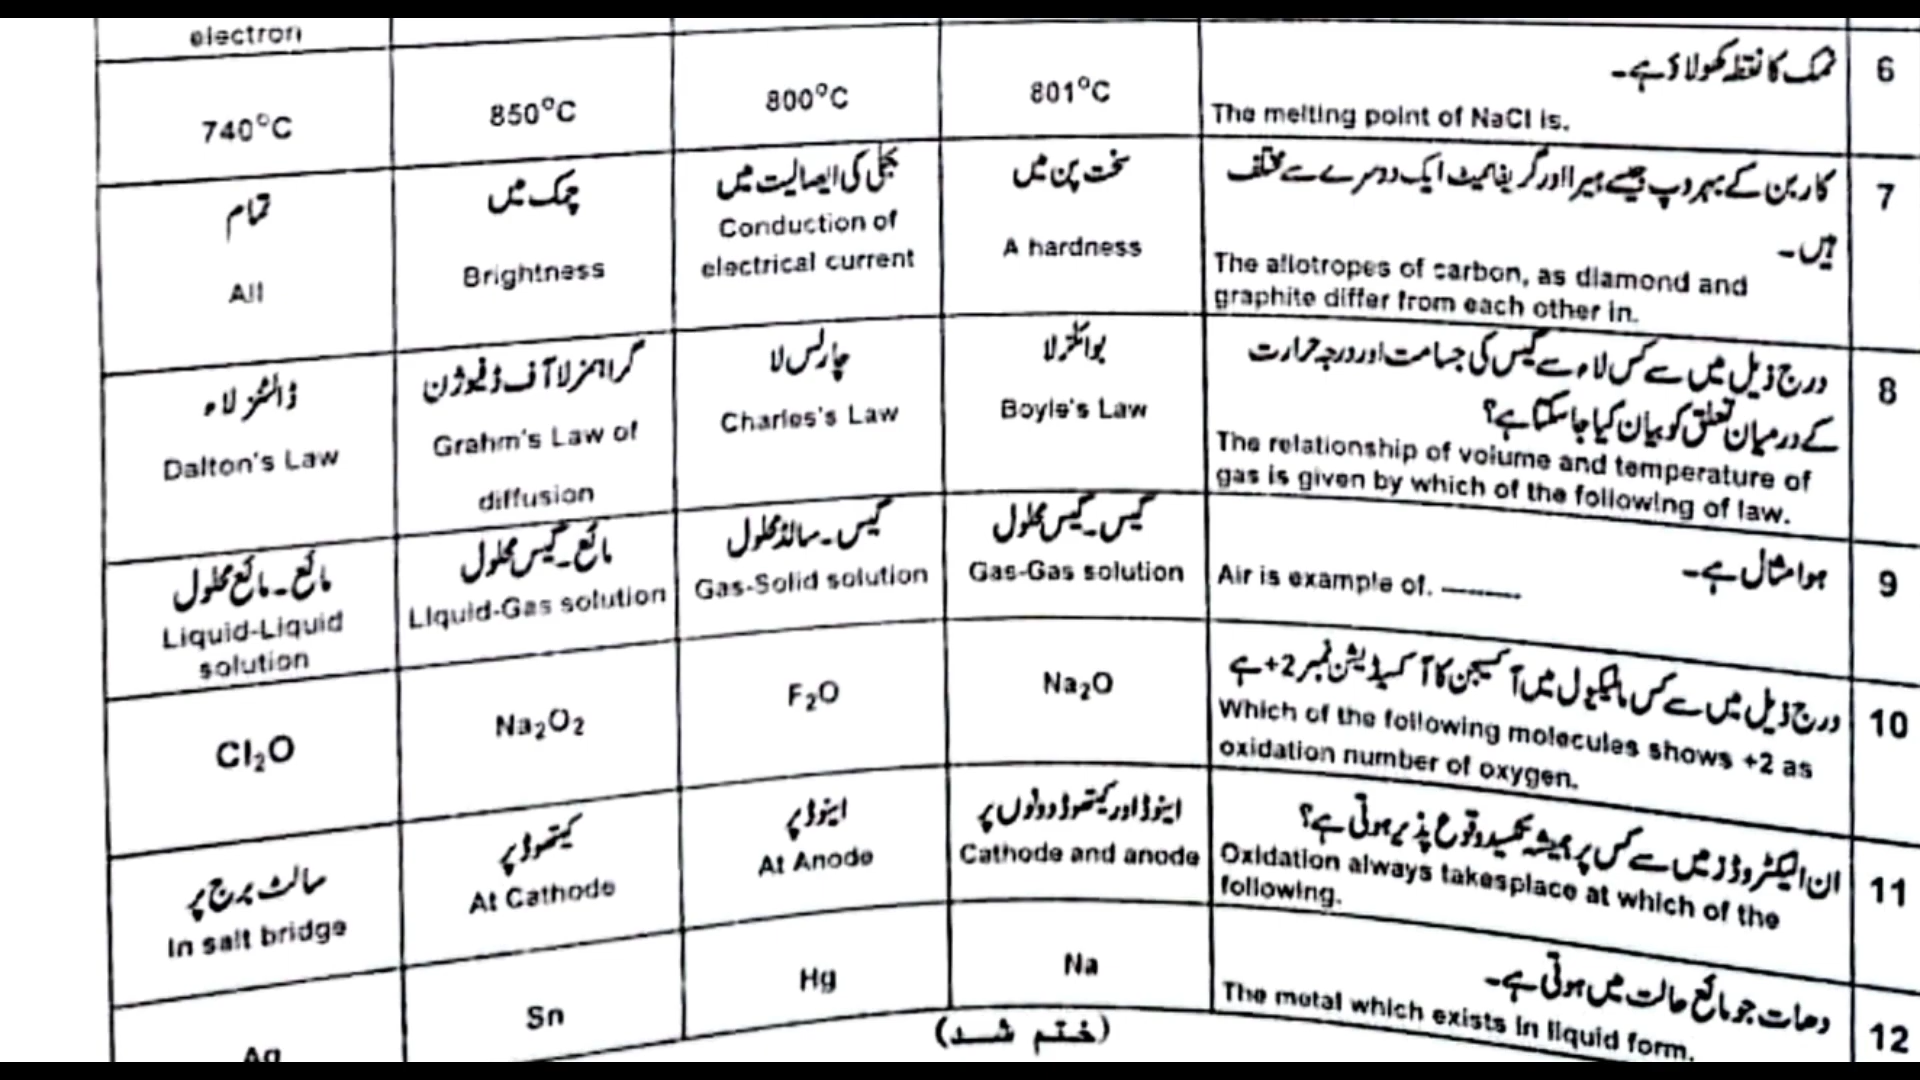 electron
6
نمک کا نقطہ کھولاؤ ہے۔
The melting point of NaCl is.
801°C
800°C
850°C
740°C
7
کاربن کے بہروپ جیسے ہیرا اور گریفائیٹ ایک دوسرے سے مختلف
ہیں۔
The allotropes of carbon, as diamond and
graphite differ from each other in.
سخت پن میں
A hardness
بجلی کی ایصالیت میں
Conduction of
electrical current
چمک میں
Brightness
تمام
All
8
درج ذیل میں سے کس لاء سے گیس کی جسامت اور درجہ حرارت
کے درمیان تعلق کو بیان کیا جا سکتا ہے؟
The relationship of volume and temperature of
gas is given by which of the following of law.
بوائلز لا
Boyle's Law
چارلس لا
Charles's Law
گراہمز لا آف ڈفیوژن
Grahm's Law of
diffusion
ڈالٹنز لاء
Dalton's Law
9
ہوا مثال ہے۔
Air is example of. ———
گیس۔گیس محلول
Gas-Gas solution
گیس۔سالڈ محلول
Gas-Solid solution
مائع۔گیس محلول
Liquid-Gas solution
مائع۔مائع محلول
Liquid-Liquid
solution
10
درج ذیل میں سے کس مالیکیول میں آکسیجن کا آکسیڈیشن نمبر 2+ ہے
Which of the following molecules shows +2 as
oxidation number of oxygen.
Na₂O
F₂O
Na₂O₂
Cl₂O
11
ان الیکٹروڈز میں سے کس پر ہمیشہ تکسید وقوع پذیر ہوتی ہے؟
Oxidation always takesplace at which of the
following.
اینوڈ اور کیتھوڈ دونوں پر
Cathode and anode
اینوڈ پر
At Anode
کیتھوڈ پر
At Cathode
سالٹ برج پر
In salt bridge
12
دھات جو مائع حالت میں ہوتی ہے۔
The metal which exists in liquid form.
Na
Hg
Sn
Ag
(ختم شد)